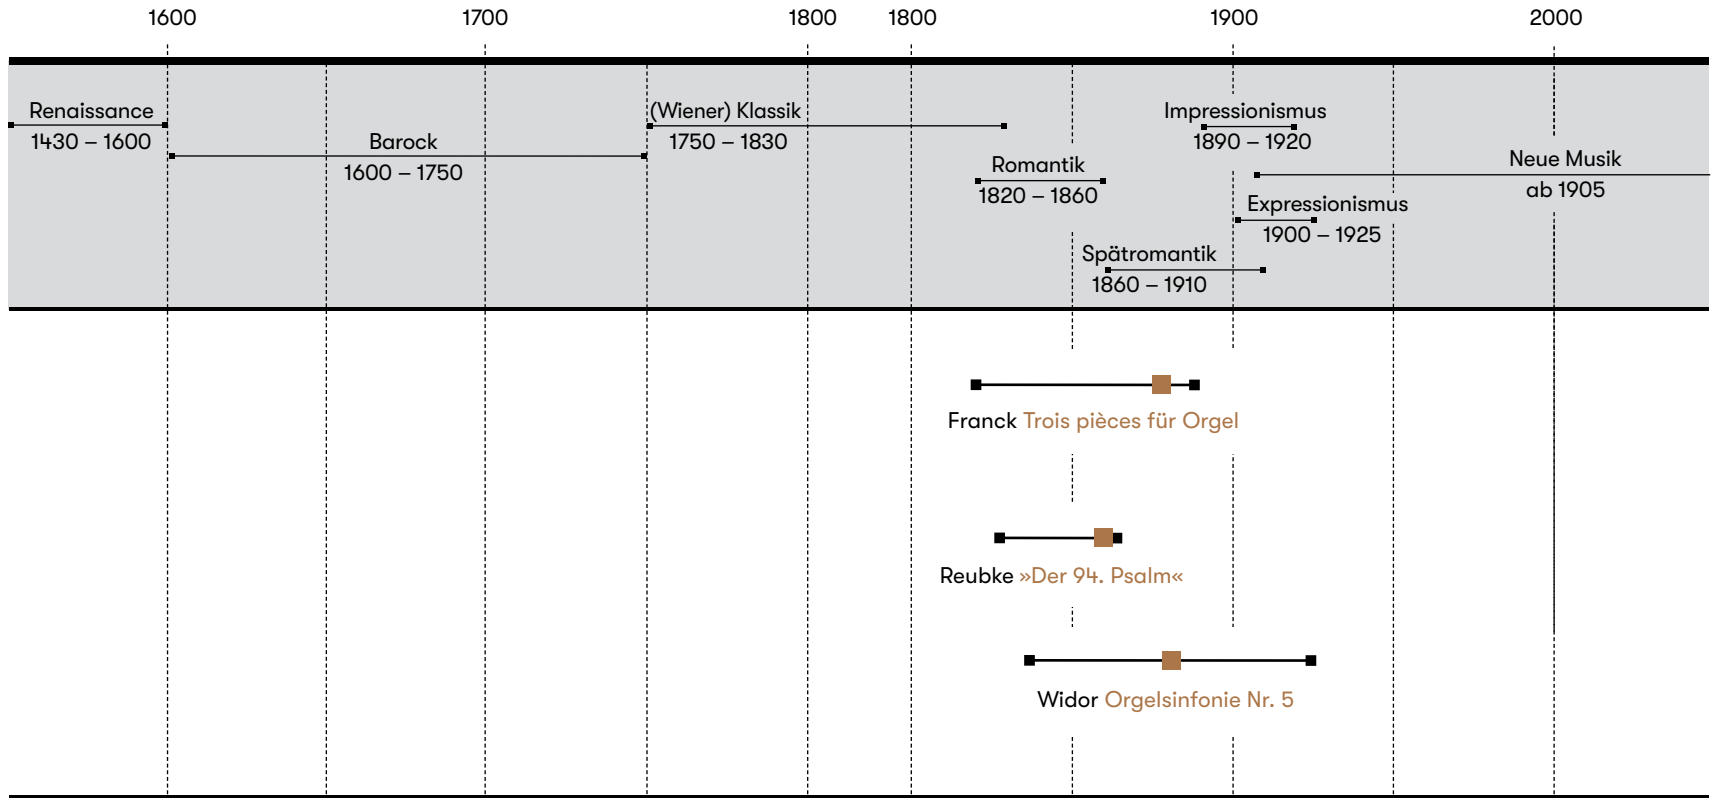 1600 1700 1800 1800 1900 2000
Renaissance
1430 – 1600
Barock
1600 – 1750
(Wiener) Klassik
1750 – 1830
Romantik
1820 – 1860
Spätromantik
1860 – 1910
Impressionismus
1890 – 1920
Expressionismus
1900 – 1925
Neue Musik
ab 1905
Franck Trois pièces für Orgel
Reubke »Der 94. Psalm«
Widor Orgelsinfonie Nr. 5